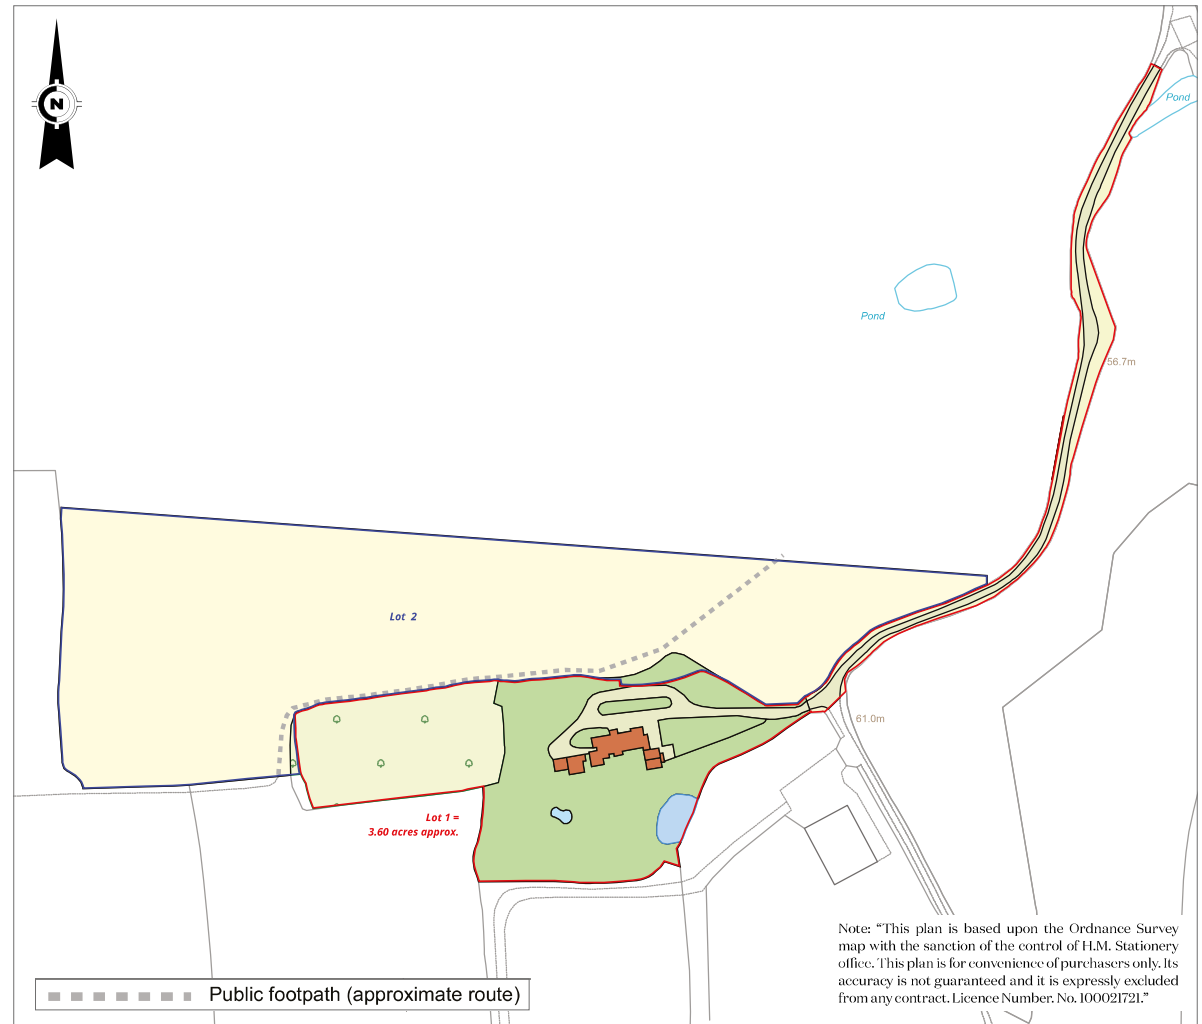 N
Pond
Pond
56.7m
Lot 2
61.0m
Lot 1 =
3.60 acres approx.
Note: “This plan is based upon the Ordnance Survey
map with the sanction of the control of H.M. Stationery
office. This plan is for convenience of purchasers only. Its
accuracy is not guaranteed and it is expressly excluded
from any contract. Licence Number. No. 100021721.”
Public footpath (approximate route)